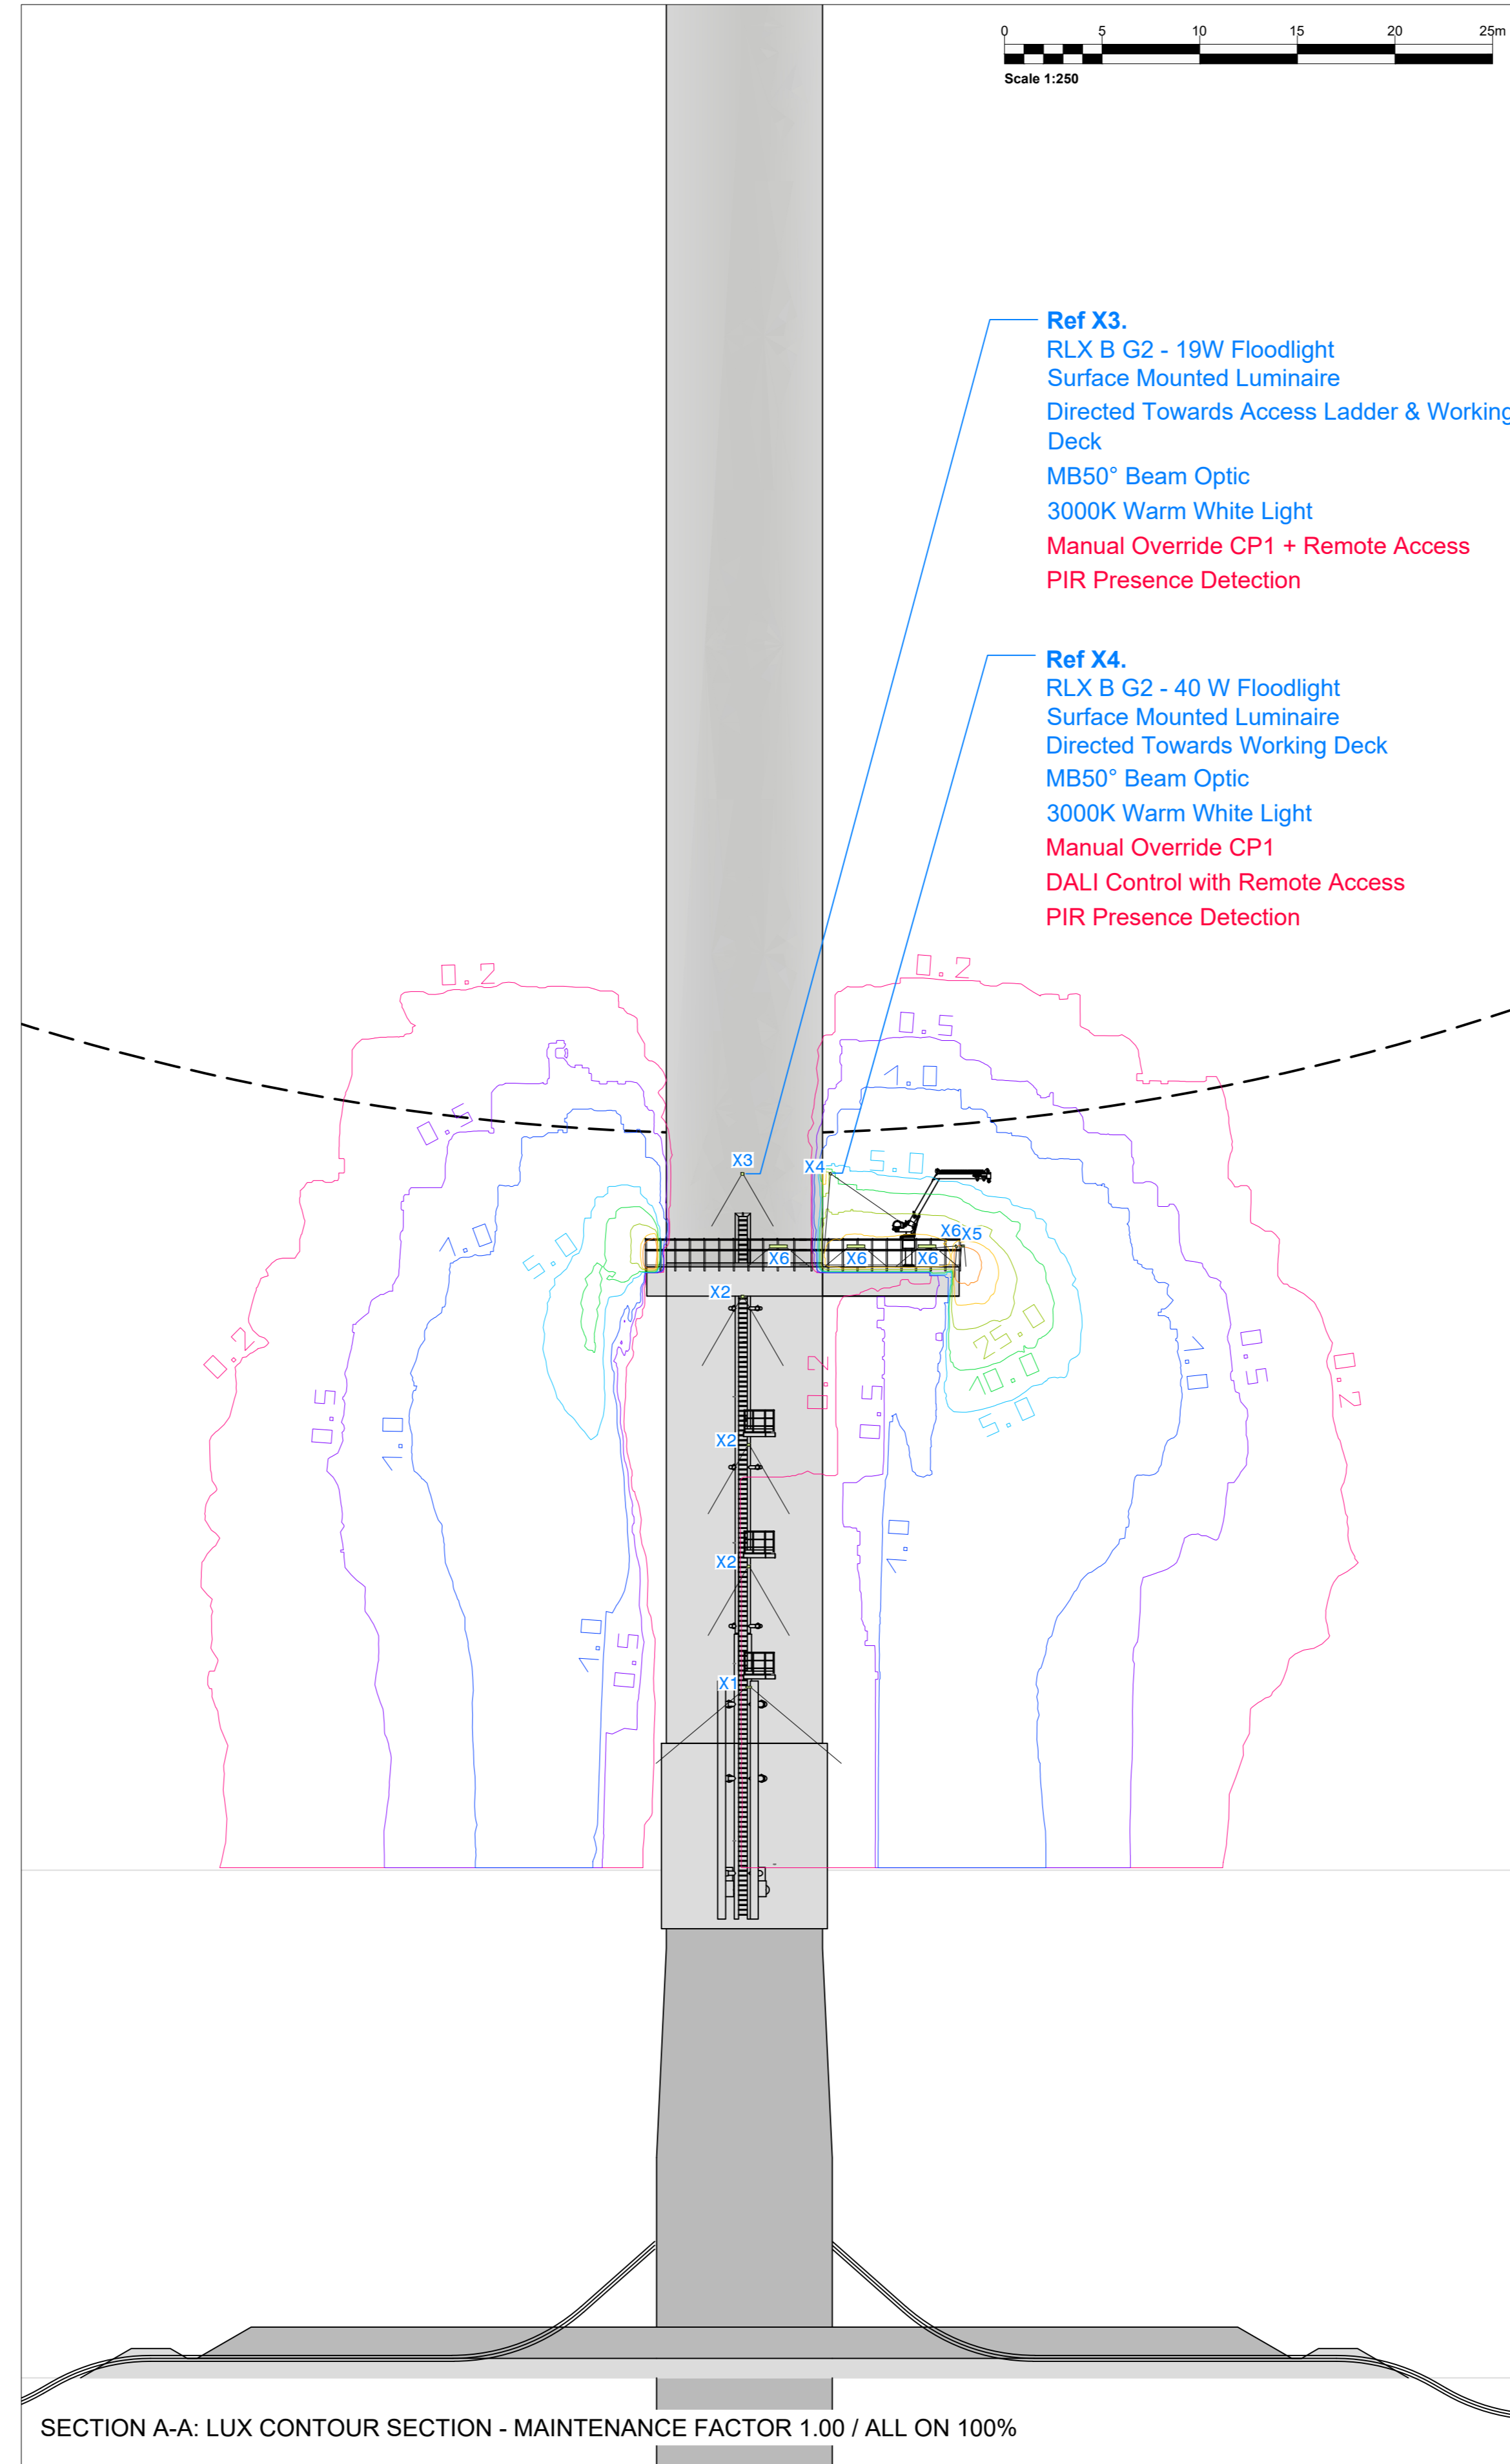 0 5 10 15 20 25m
Scale 1:250
Ref X3.
RLX B G2 - 19W Floodlight
Surface Mounted Luminaire
Directed Towards Access Ladder & Working
Deck
MB50° Beam Optic
3000K Warm White Light
Manual Override CP1 + Remote Access
PIR Presence Detection
Ref X4.
RLX B G2 - 40 W Floodlight
Surface Mounted Luminaire
Directed Towards Working Deck
MB50° Beam Optic
3000K Warm White Light
Manual Override CP1
DALI Control with Remote Access
PIR Presence Detection
0.2
0.2
0.5
1.0
0.5
X3
X4
5.0
1.0
5.0
X6
X5
X6
X6
X6
X2
25.0
0.2
10.0
5.0
0.2
0.5
1.0
0.5
1.0
0.5
0.2
X2
1.0
X2
1.0
0.5
X1
SECTION A-A: LUX CONTOUR SECTION - MAINTENANCE FACTOR 1.00 / ALL ON 100%